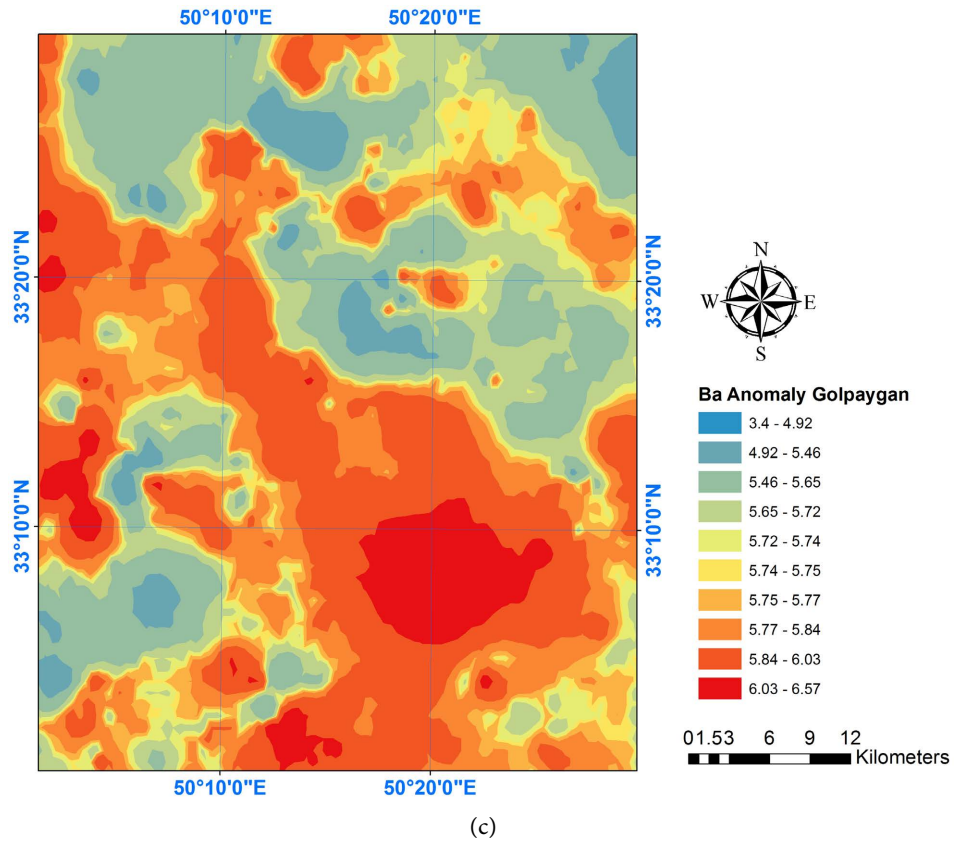 50°10'0"E 50°20'0"E
33°20'0"N 33°20'0"N
33°10'0"N 33°10'0"N
50°10'0"E 50°20'0"E
N
W E
S
Ba Anomaly Golpaygan
3.4 - 4.92
4.92 - 5.46
5.46 - 5.65
5.65 - 5.72
5.72 - 5.74
5.74 - 5.75
5.75 - 5.77
5.77 - 5.84
5.84 - 6.03
6.03 - 6.57
01.53 6 9 12
Kilometers
(c)